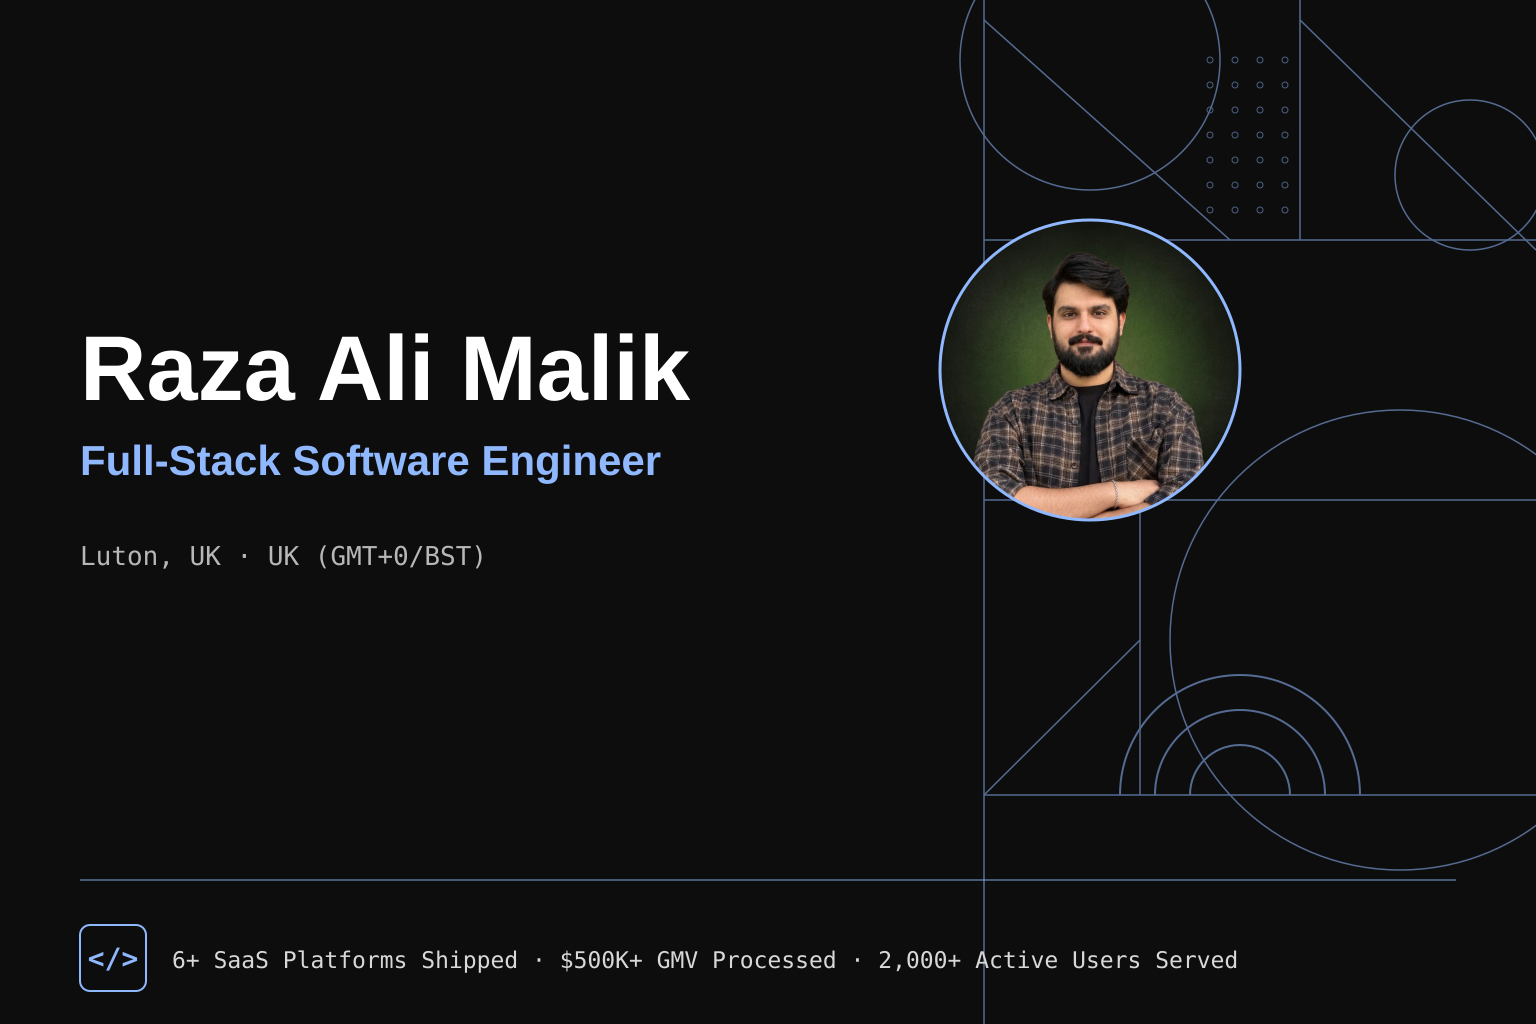 Raza Ali Malik
Full-Stack Software Engineer
Luton, UK · UK (GMT+0/BST)
</>
6+ SaaS Platforms Shipped · $500K+ GMV Processed · 2,000+ Active Users Served